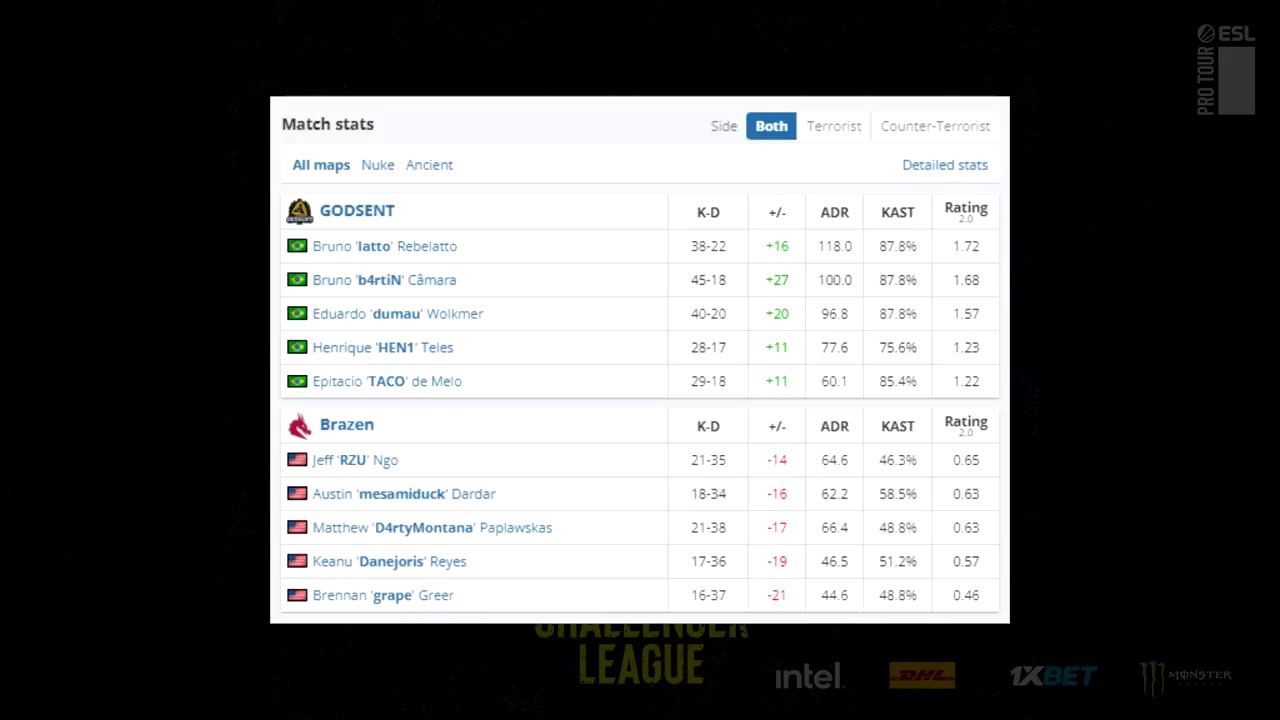 ESL
PRO TOUR
Match stats
Side Both Terrorist Counter-Terrorist
All maps Nuke Ancient Detailed stats
GODSENT K-D +/- ADR KAST Rating 2.0
Bruno 'latto' Rebelatto 38-22 +16 118.0 87.8% 1.72
Bruno 'b4rtiN' Câmara 45-18 +27 100.0 87.8% 1.68
Eduardo 'dumau' Wolkmer 40-20 +20 96.8 87.8% 1.57
Henrique 'HEN1' Teles 28-17 +11 77.6 75.6% 1.23
Epitacio 'TACO' de Melo 29-18 +11 60.1 85.4% 1.22
Brazen K-D +/- ADR KAST Rating 2.0
Jeff 'RZU' Ngo 21-35 -14 64.6 46.3% 0.65
Austin 'mesamiduck' Dardar 18-34 -16 62.2 58.5% 0.63
Matthew 'D4rtyMontana' Paplawskas 21-38 -17 66.4 48.8% 0.63
Keanu 'Danejoris' Reyes 17-36 -19 46.5 51.2% 0.57
Brennan 'grape' Greer 16-37 -21 44.6 48.8% 0.46
CHALLENGER
LEAGUE
intel. DHL 1XBET MONSTER